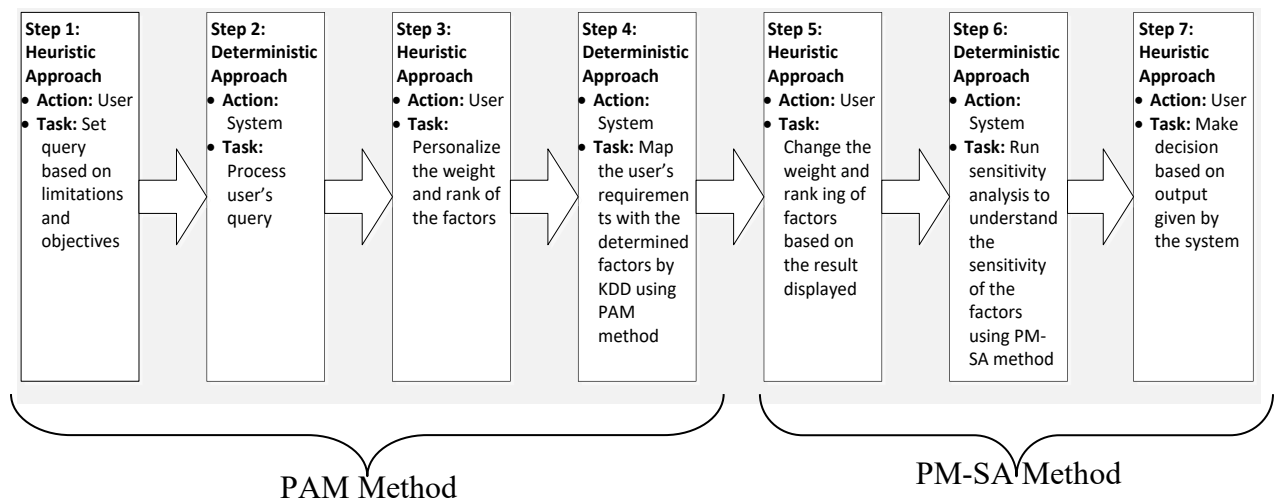 Step 1:
Heuristic
Approach
• Action: User
• Task: Set
query
based on
limitations
and
objectives
Step 2:
Deterministic
Approach
• Action:
System
• Task:
Process
user's
query
Step 3:
Heuristic
Approach
• Action: User
• Task:
Personalize
the weight
and rank of
the factors
Step 4:
Deterministic
Approach
• Action:
System
• Task: Map
the user's
requiremen
ts with the
determined
factors by
KDD using
PAM
method
Step 5:
Heuristic
Approach
• Action: User
• Task:
Change the
weight and
rank ing of
factors
based on
the result
displayed
Step 6:
Deterministic
Approach
• Action:
System
• Task: Run
sensitivity
analysis to
understand
the
sensitivity
of the
factors
using PM-
SA method
Step 7:
Heuristic
Approach
• Action: User
• Task: Make
decision
based on
output
given by
the system
PAM Method
PM-SA Method